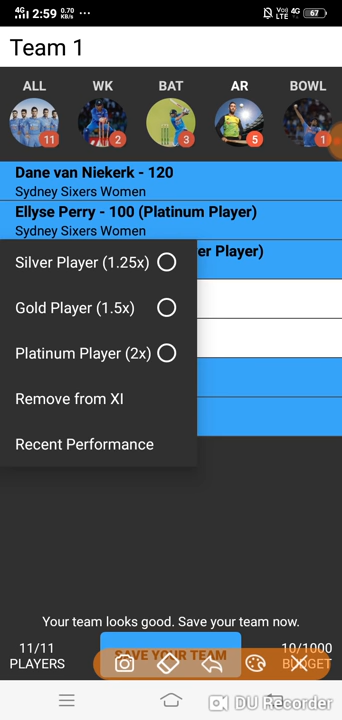 4G 2:59 0.70 KB/s ... Vo) LTE 4G 67
Team 1
ALL WK BAT AR BOWL
11 2 3 5 1
Dane van Niekerk - 120
Sydney Sixers Women
Ellyse Perry - 100 (Platinum Player)
Sydney Sixers Women
er Player)
Silver Player (1.25x)
Gold Player (1.5x)
Platinum Player (2x)
Remove from XI
Recent Performance
Your team looks good. Save your team now.
11/11
PLAYERS
SAVE YOUR TEAM
10/1000
BUDGET
DU Recorder